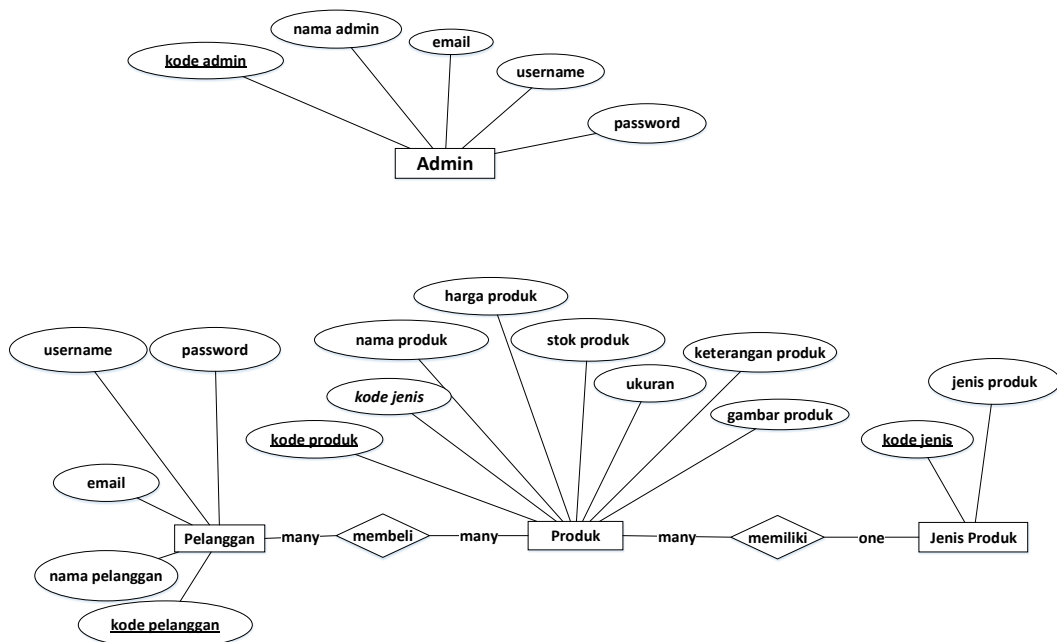 nama admin
email
kode admin
username
password
Admin
harga produk
username
password
nama produk
stok produk
keterangan produk
jenis produk
kode jenis
ukuran
gambar produk
kode produk
kode jenis
email
Pelanggan
many
membeli
many
Produk
many
memiliki
one
Jenis Produk
nama pelanggan
kode pelanggan